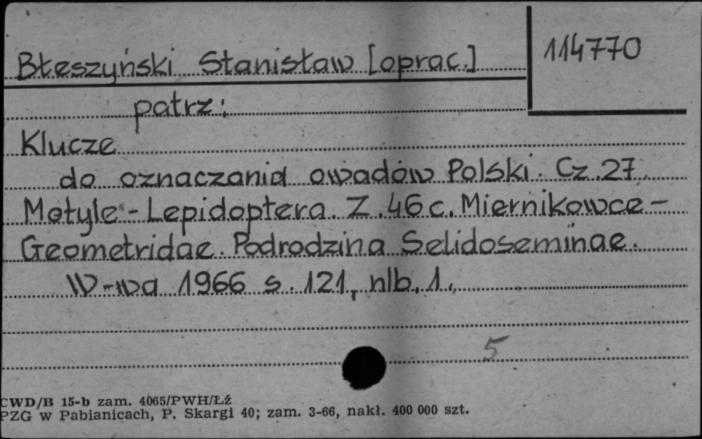 Błeszyński Stanisław [oprac.] 114770
patrz:
Klucze
do oznaczania owadów Polski. Cz.27.
Motyle - Lepidoptera. Z.46c. Miernikowce -
Geometridae. Podrodzina Selidoseminae.
W-wa 1966 s. 121, nlb. 1.
5
CWD/B 15-b zam. 4065/PWH/Łź
PZG w Pabianicach, P. Skargi 40; zam. 3-66, nakł. 400 000 szt.